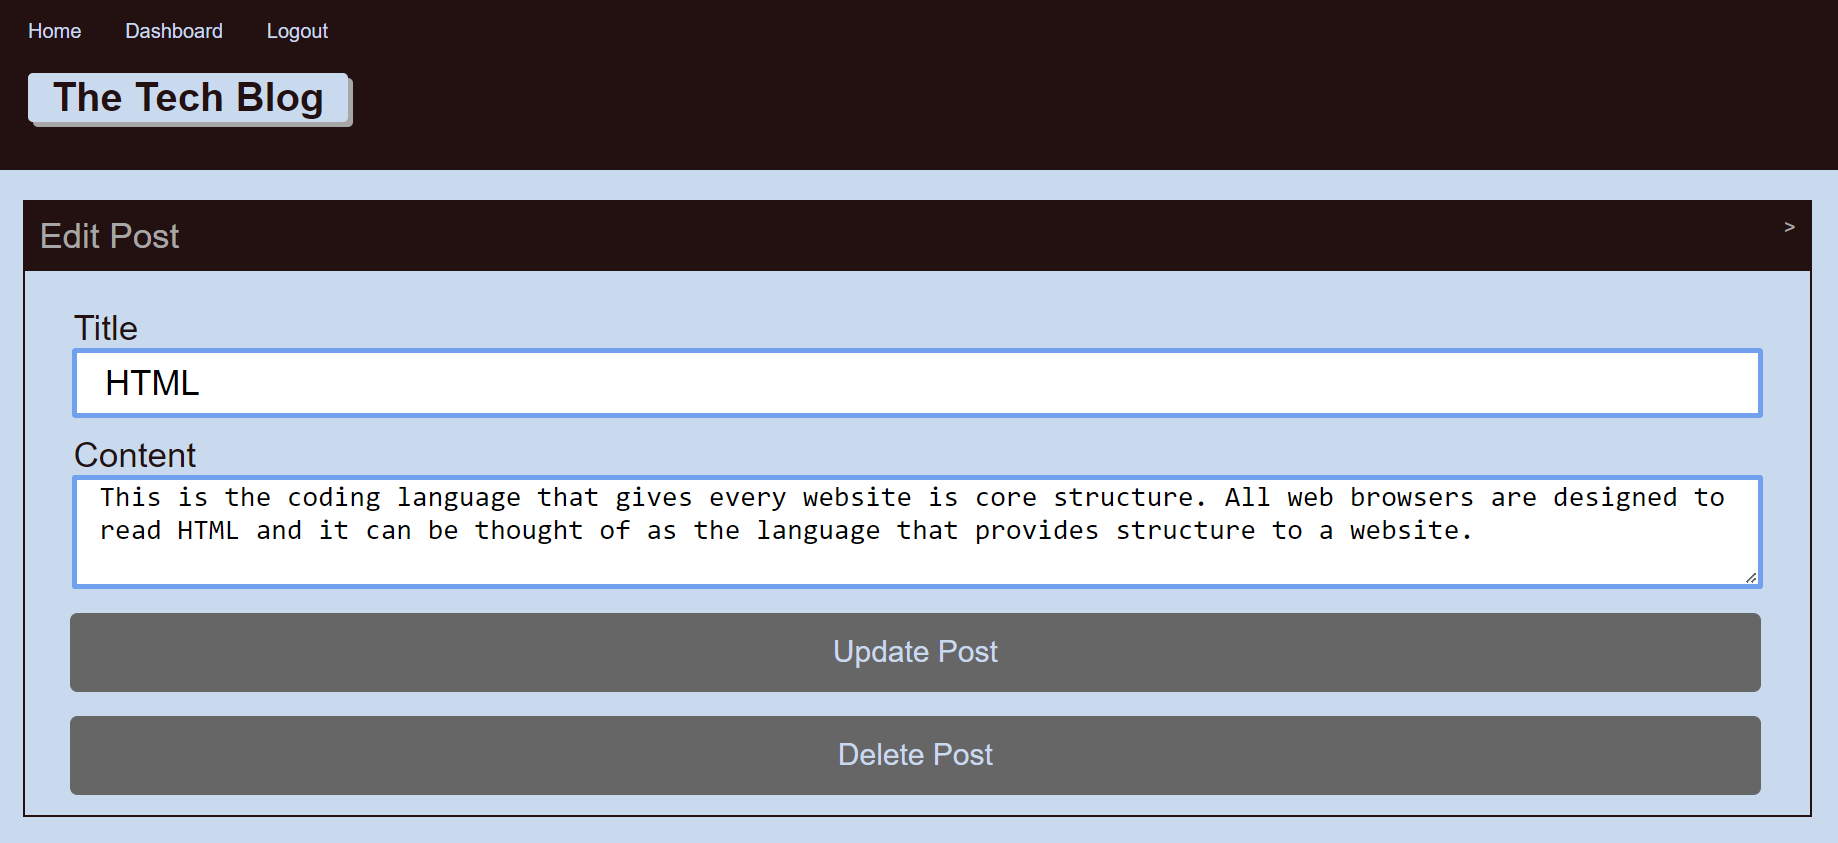 Home Dashboard Logout
The Tech Blog
Edit Post >
Title
HTML
Content
This is the coding language that gives every website is core structure. All web browsers are designed to
read HTML and it can be thought of as the language that provides structure to a website.
Update Post
Delete Post